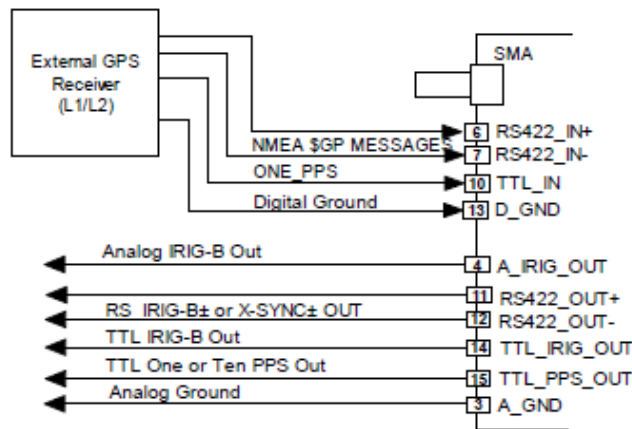 External GPS
Receiver
(L1/L2)
SMA
6 RS422_IN+
NMEA $GP MESSAGES
7 RS422_IN-
ONE_PPS
10 TTL_IN
Digital Ground
13 D_GND
Analog IRIG-B Out
4 A_IRIG_OUT
11 RS422_OUT+
RS IRIG-B± or X-SYNC± OUT
12 RS422_OUT-
TTL IRIG-B Out
14 TTL_IRIG_OUT
TTL One or Ten PPS Out
15 TTL_PPS_OUT
Analog Ground
3 A_GND